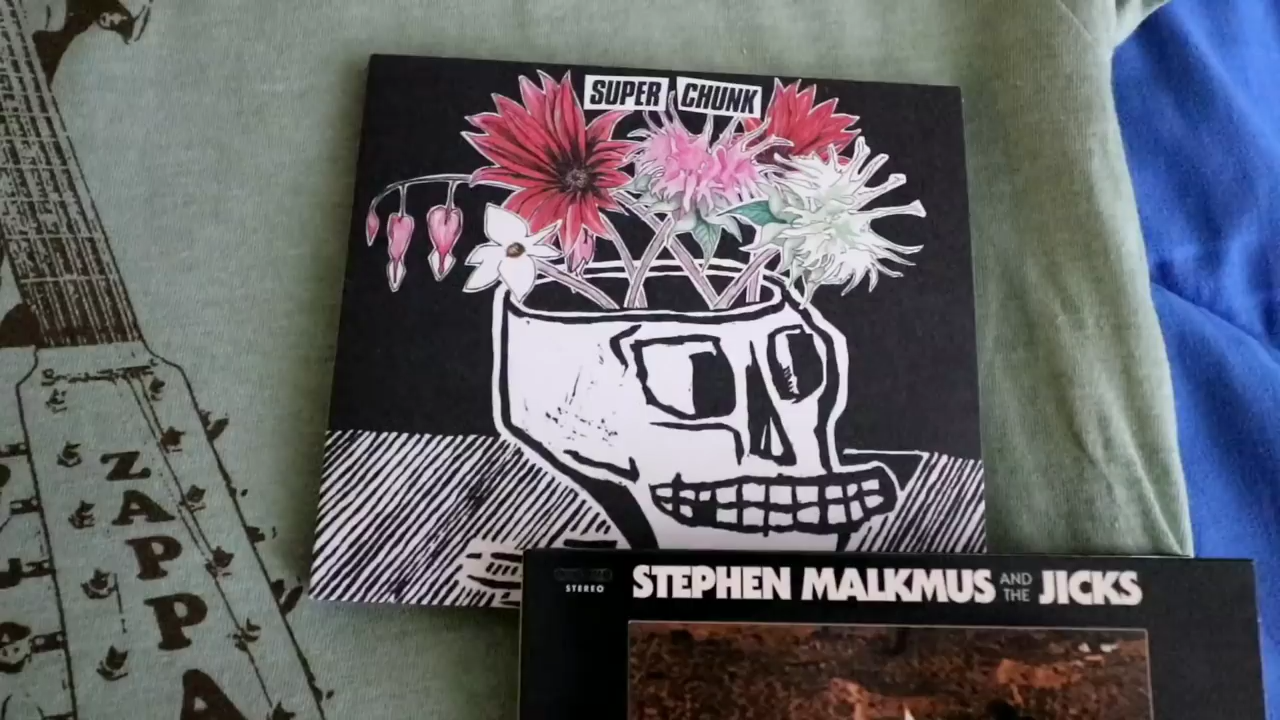 SUPER CHUNK
ZAPPA
STEREO
STEPHEN MALKMUS AND THE JICKS